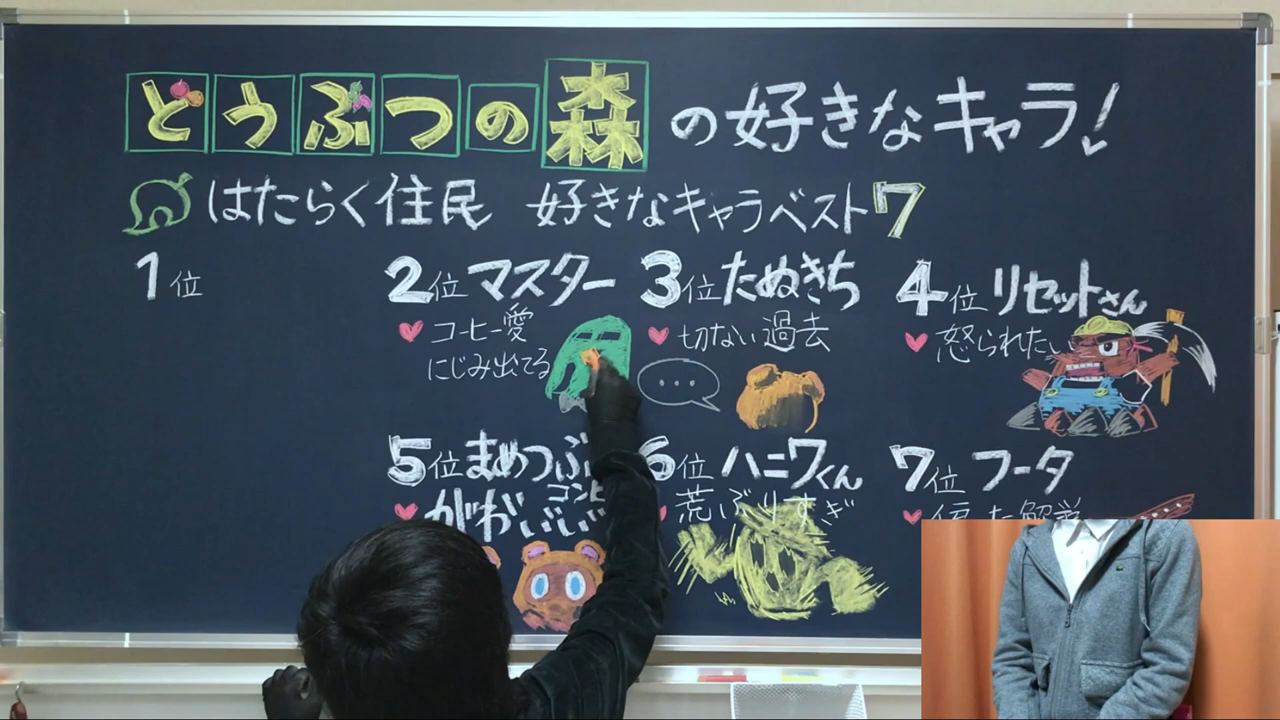 どうぶつの森の好きなキャラ!
はたらく住民 好きなキャラベスト7
1位
2位マスター
コーヒー愛
にじみ出てる
3位たぬきち
切ない過去
...
4位リセットさん
怒られたい
5位まめつぶ
コンビ
がわいい
6位ハニワくん
荒ぶりすぎ
7位フータ